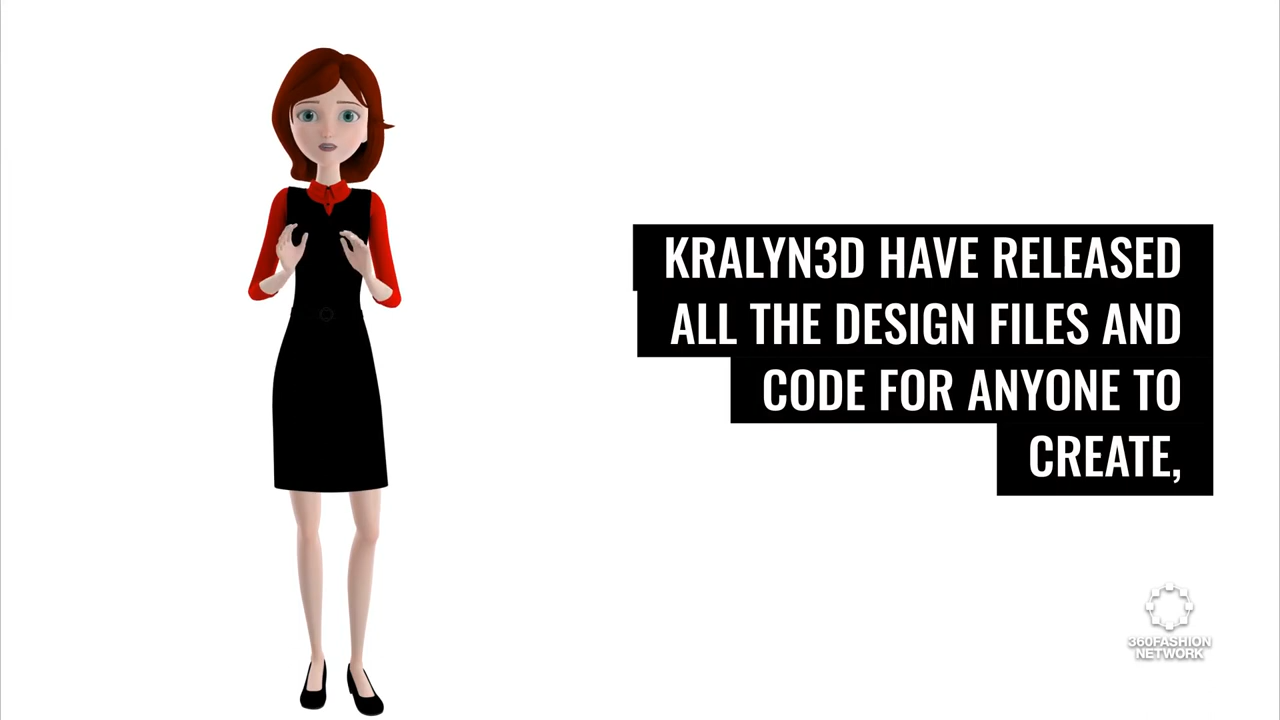 KRALYN3D HAVE RELEASED
ALL THE DESIGN FILES AND
CODE FOR ANYONE TO
CREATE,
360FASHION
NETWORK